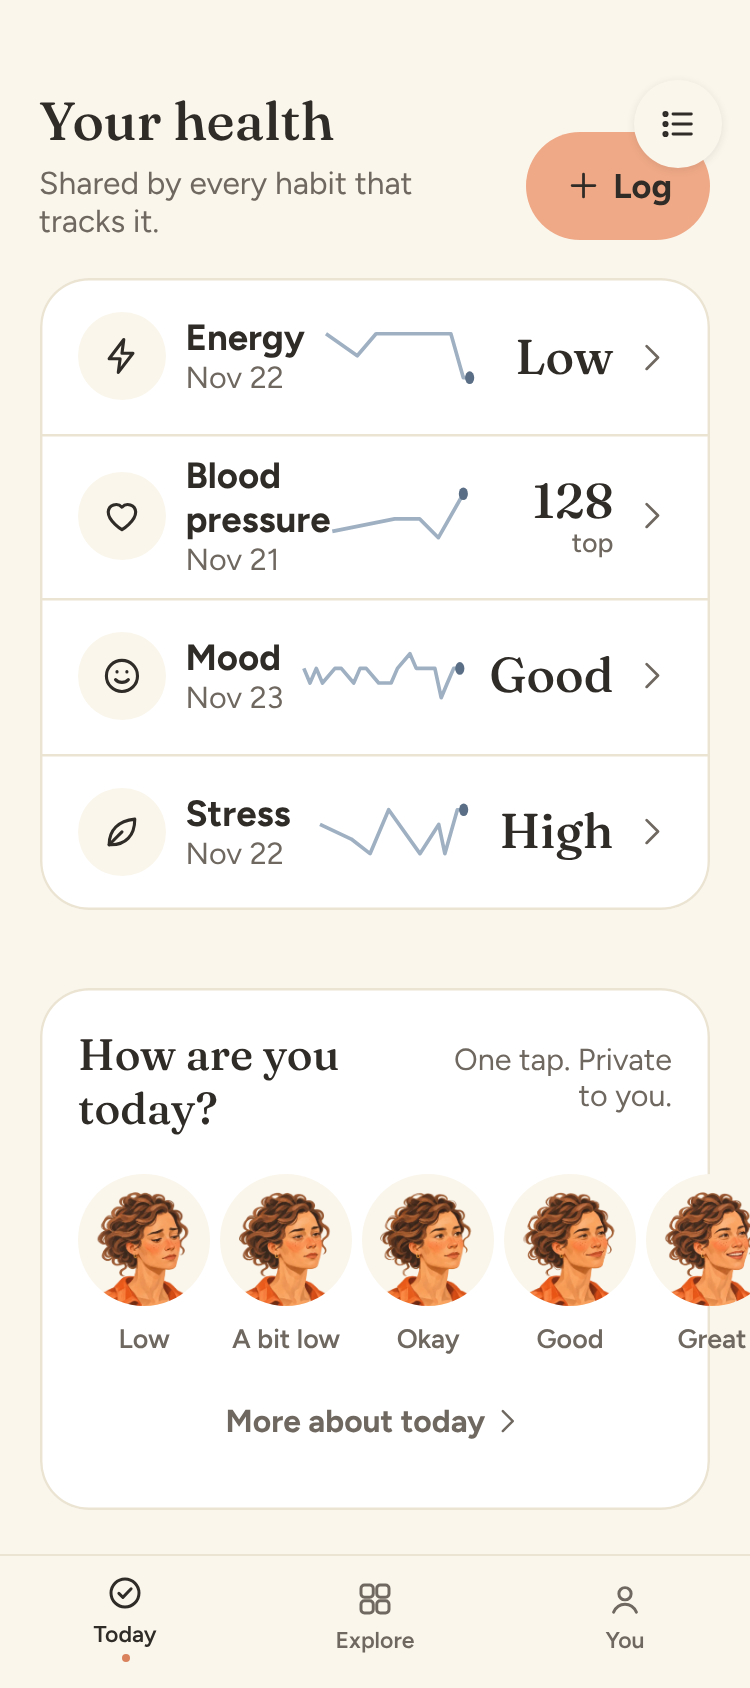 Your health
Shared by every habit that
tracks it.
Log
Energy
Nov 22
Low
Blood
pressure
Nov 21
128
top
Mood
Nov 23
Good
Stress
Nov 22
High
How are you
today?
One tap. Private
to you.
Low
A bit low
Okay
Good
Great
More about today
Today
Explore
You